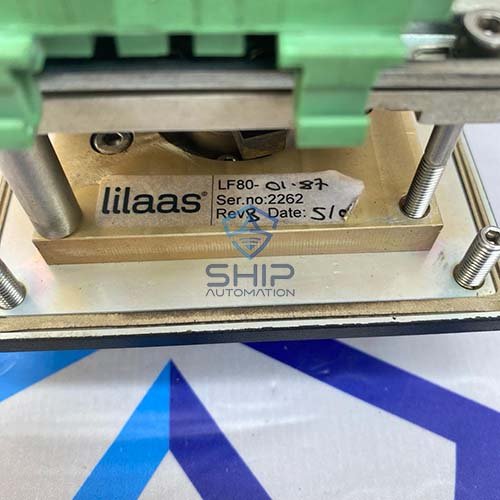 lilaas®
LF80-01-87
Ser.no:2262
Rev B Date: 5/0
SHIP
AUTOMATION